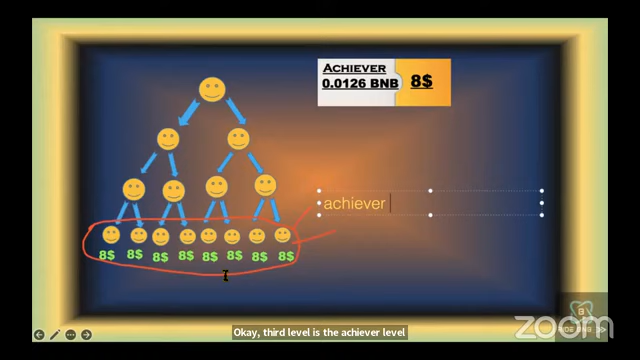 ACHIEVER
0.0126 BNB
8$
achiever
8$ 8$ 8$ 8$ 8$ 8$ 8$ 8$
Okay, third level is the achiever level
zoom